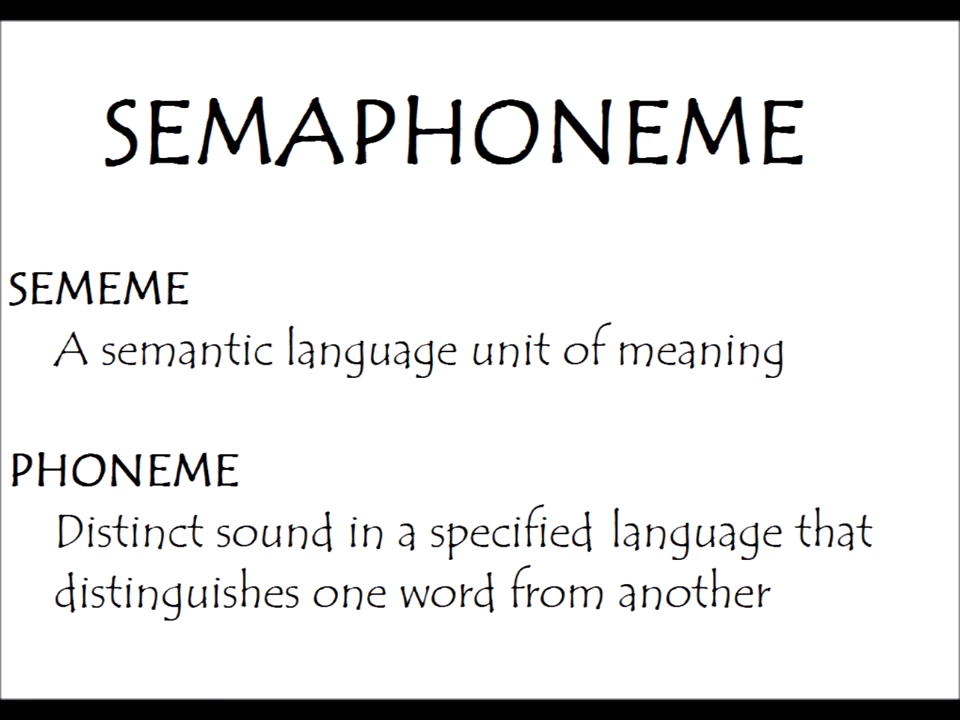 SEMAPHONEME
SEMEME
A semantic language unit of meaning
PHONEME
Distinct sound in a specified language that
distinguishes one word from another